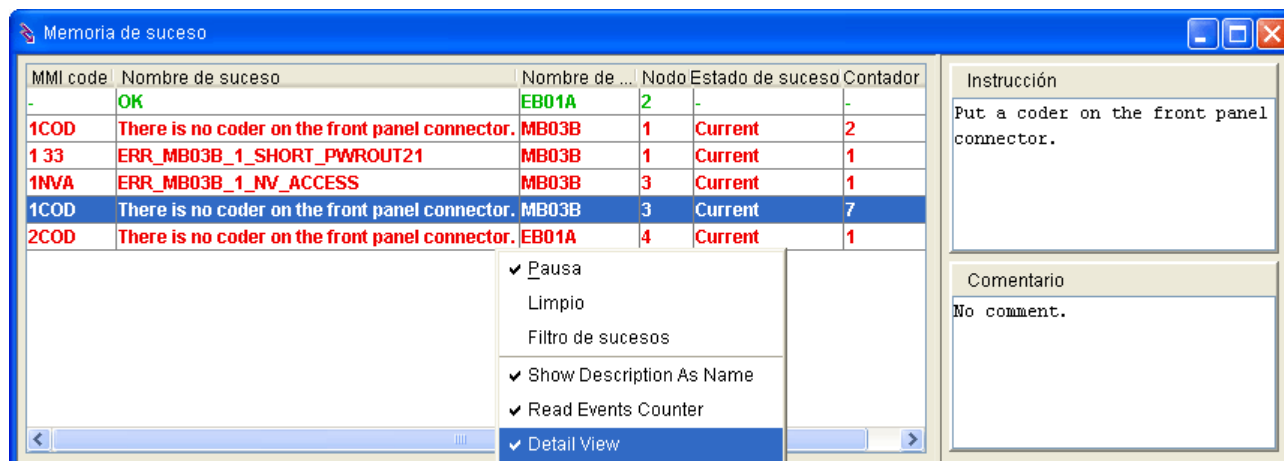 Memoria de suceso
MMI code Nombre de suceso Nombre de ... Nodo Estado de suceso Contador
- OK EB01A 2 - -
1COD There is no coder on the front panel connector. MB03B 1 Current 2
1 33 ERR_MB03B_1_SHORT_PWROUT21 MB03B 1 Current 1
1NVA ERR_MB03B_1_NV_ACCESS MB03B 3 Current 1
1COD There is no coder on the front panel connector. MB03B 3 Current 7
2COD There is no coder on the front panel connector. EB01A 4 Current 1
Pausa
Limpio
Filtro de sucesos
Show Description As Name
Read Events Counter
Detail View
Instrucción
Put a coder on the front panel
connector.
Comentario
No comment.